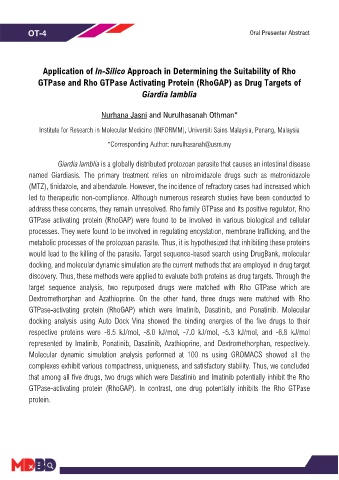 OT-4
Oral Presenter Abstract
Application of In-Silico Approach in Determining the Suitability of Rho
GTPase and Rho GTPase Activating Protein (RhoGAP) as Drug Targets of
Giardia lamblia
Nurhana Jasni and Nurulhasanah Othman*
Institute for Research in Molecular Medicine (INFORMM), Universiti Sains Malaysia, Penang, Malaysia
*Corresponding Author: nurulhasanah@usm.my
Giardia lamblia is a globally distributed protozoan parasite that causes an intestinal disease
named Giardiasis. The primary treatment relies on nitroimidazole drugs such as metronidazole
(MTZ), tinidazole, and albendazole. However, the incidence of refractory cases had increased which
led to therapeutic non-compliance. Although numerous research studies have been conducted to
address these concerns, they remain unresolved. Rho family GTPase and its positive regulator, Rho
GTPase activating protein (RhoGAP) were found to be involved in various biological and cellular
processes. They were found to be involved in regulating encystation, membrane trafficking, and the
metabolic processes of the protozoan parasite. Thus, it is hypothesized that inhibiting these proteins
would lead to the killing of the parasite. Target sequence-based search using DrugBank, molecular
docking, and molecular dynamic simulation are the current methods that are employed in drug target
discovery. Thus, these methods were applied to evaluate both proteins as drug targets. Through the
target sequence analysis, two repurposed drugs were matched with Rho GTPase which are
Dextromethorphan and Azathioprine. On the other hand, three drugs were matched with Rho
GTPase-activating protein (RhoGAP) which were Imatinib, Dasatinib, and Ponatinib. Molecular
docking analysis using Auto Dock Vina showed the binding energies of the five drugs to their
respective proteins were -8.5 kJ/mol, -8.0 kJ/mol, -7.0 kJ/mol, -5.3 kJ/mol, and -6.8 kJ/mol
represented by Imatinib, Ponatinib, Dasatinib, Azathioprine, and Dextromethorphan, respectively.
Molecular dynamic simulation analysis performed at 100 ns using GROMACS showed all the
complexes exhibit various compactness, uniqueness, and satisfactory stability. Thus, we concluded
that among all five drugs, two drugs which were Dasatinib and Imatinib potentially inhibit the Rho
GTPase-activating protein (RhoGAP). In contrast, one drug potentially inhibits the Rho GTPase
protein.